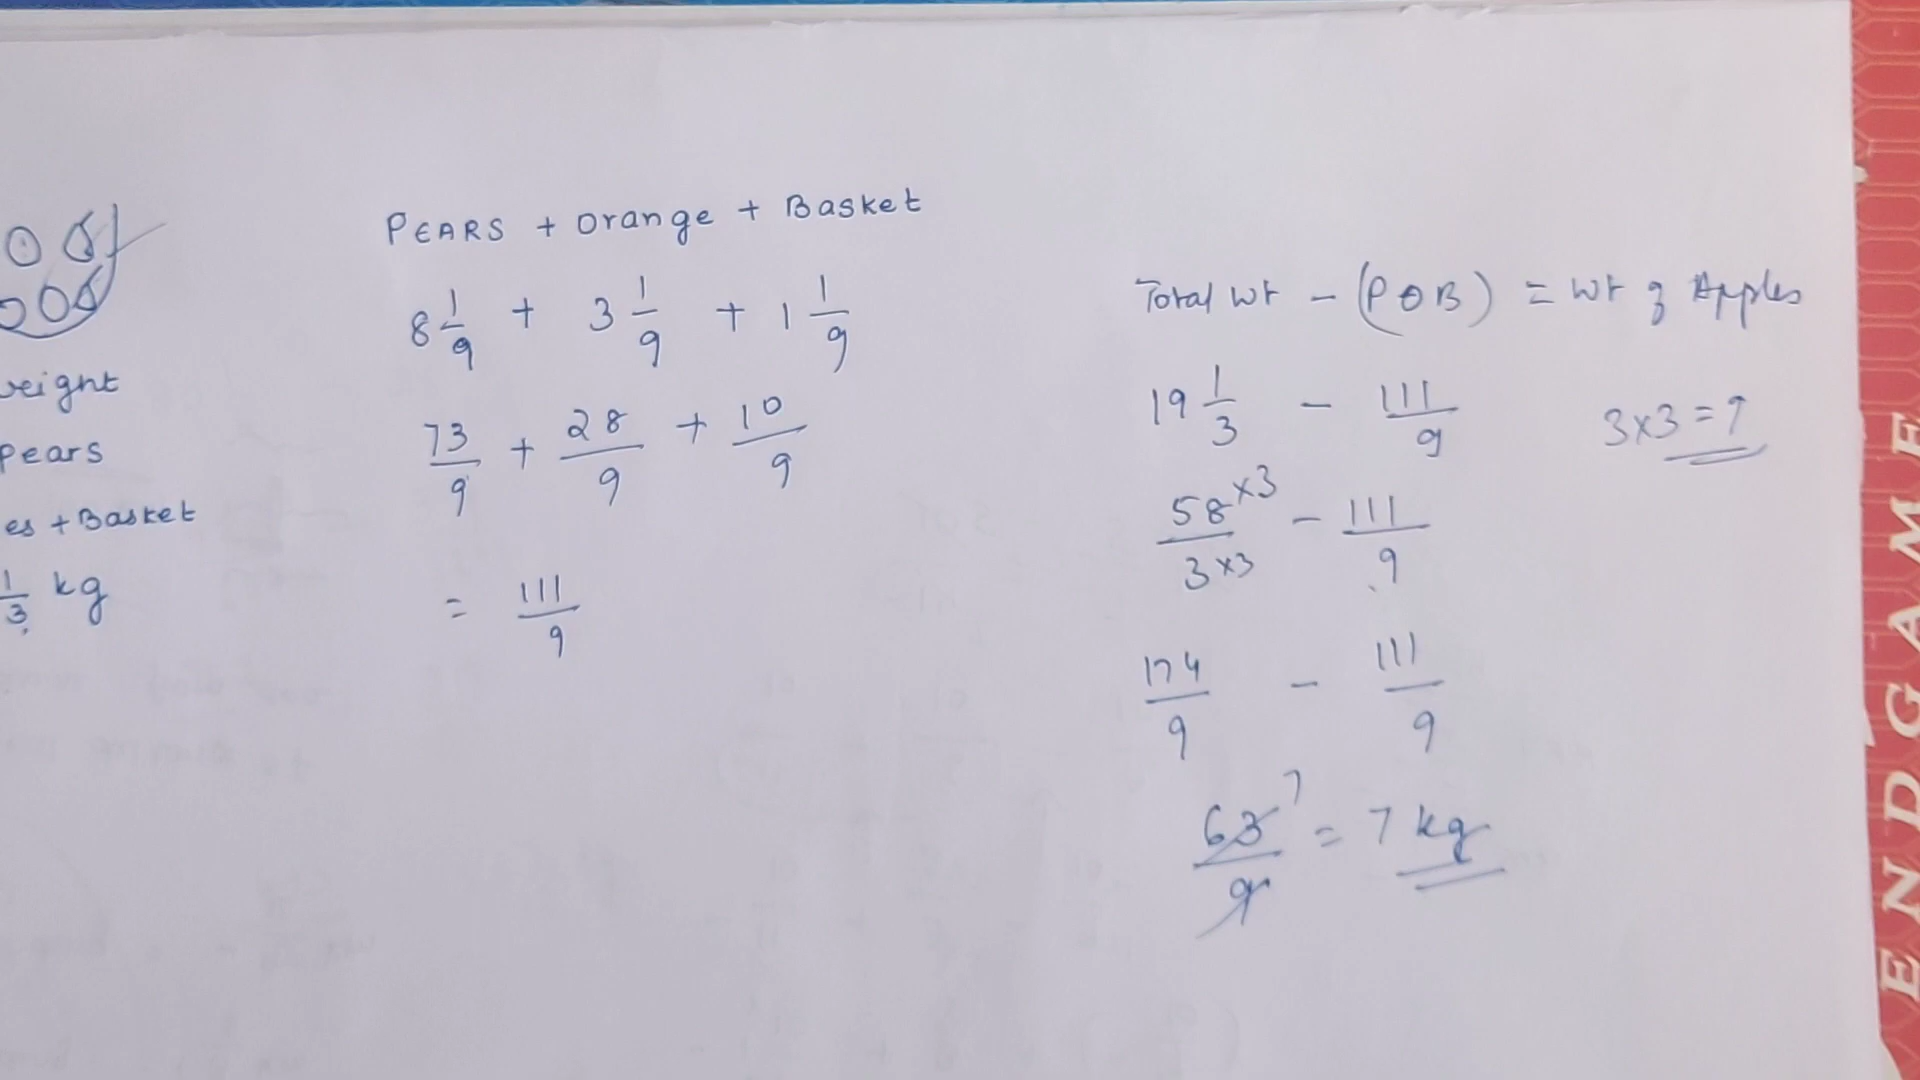 weight
pears
es + Basket
1/3 kg
PEARS + orange + Basket
8 1/9 + 3 1/9 + 1 1/9
73/9 + 28/9 + 10/9
= 111/9
Total wt - (POB) = wt of Apples
19 1/3 - 111/9
3x3 = 9
58x3/3x3 - 111/9
174/9 - 111/9
63/9 7 = 7 kg
ENDGAME